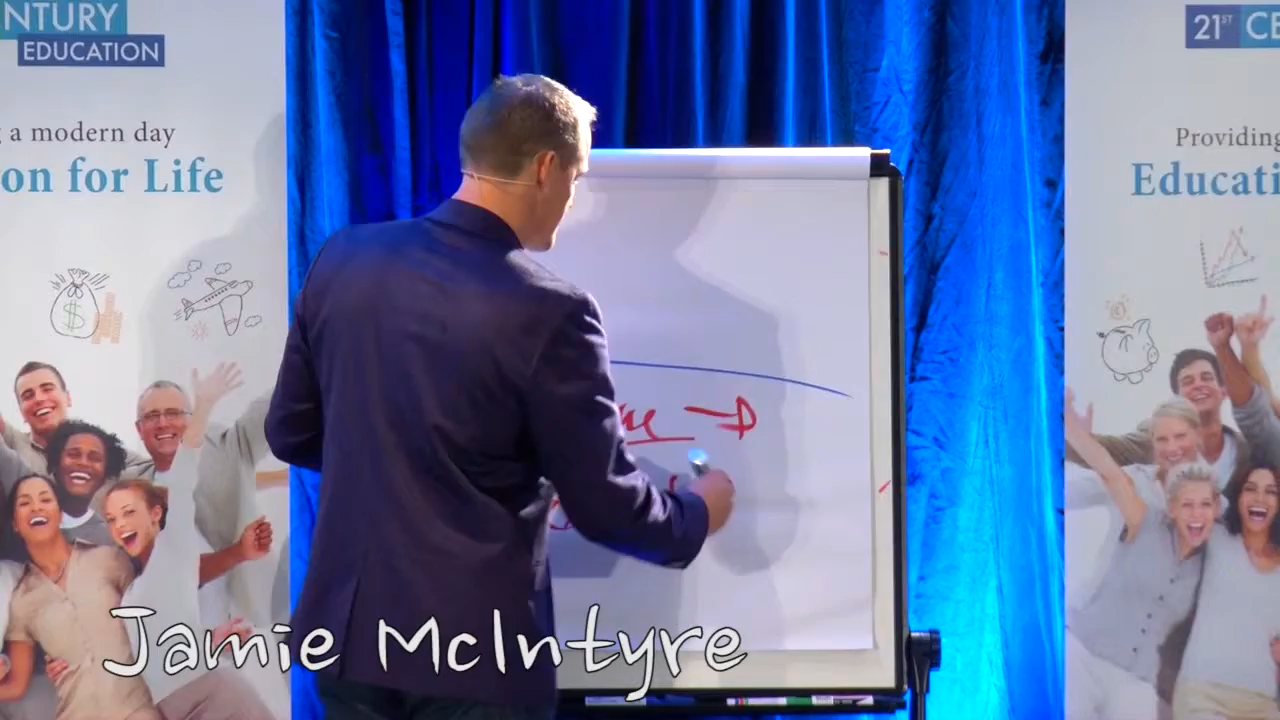 NTURY
EDUCATION
a modern day
on for Life
21ST CE
Providing
Educati
Jamie McIntyre